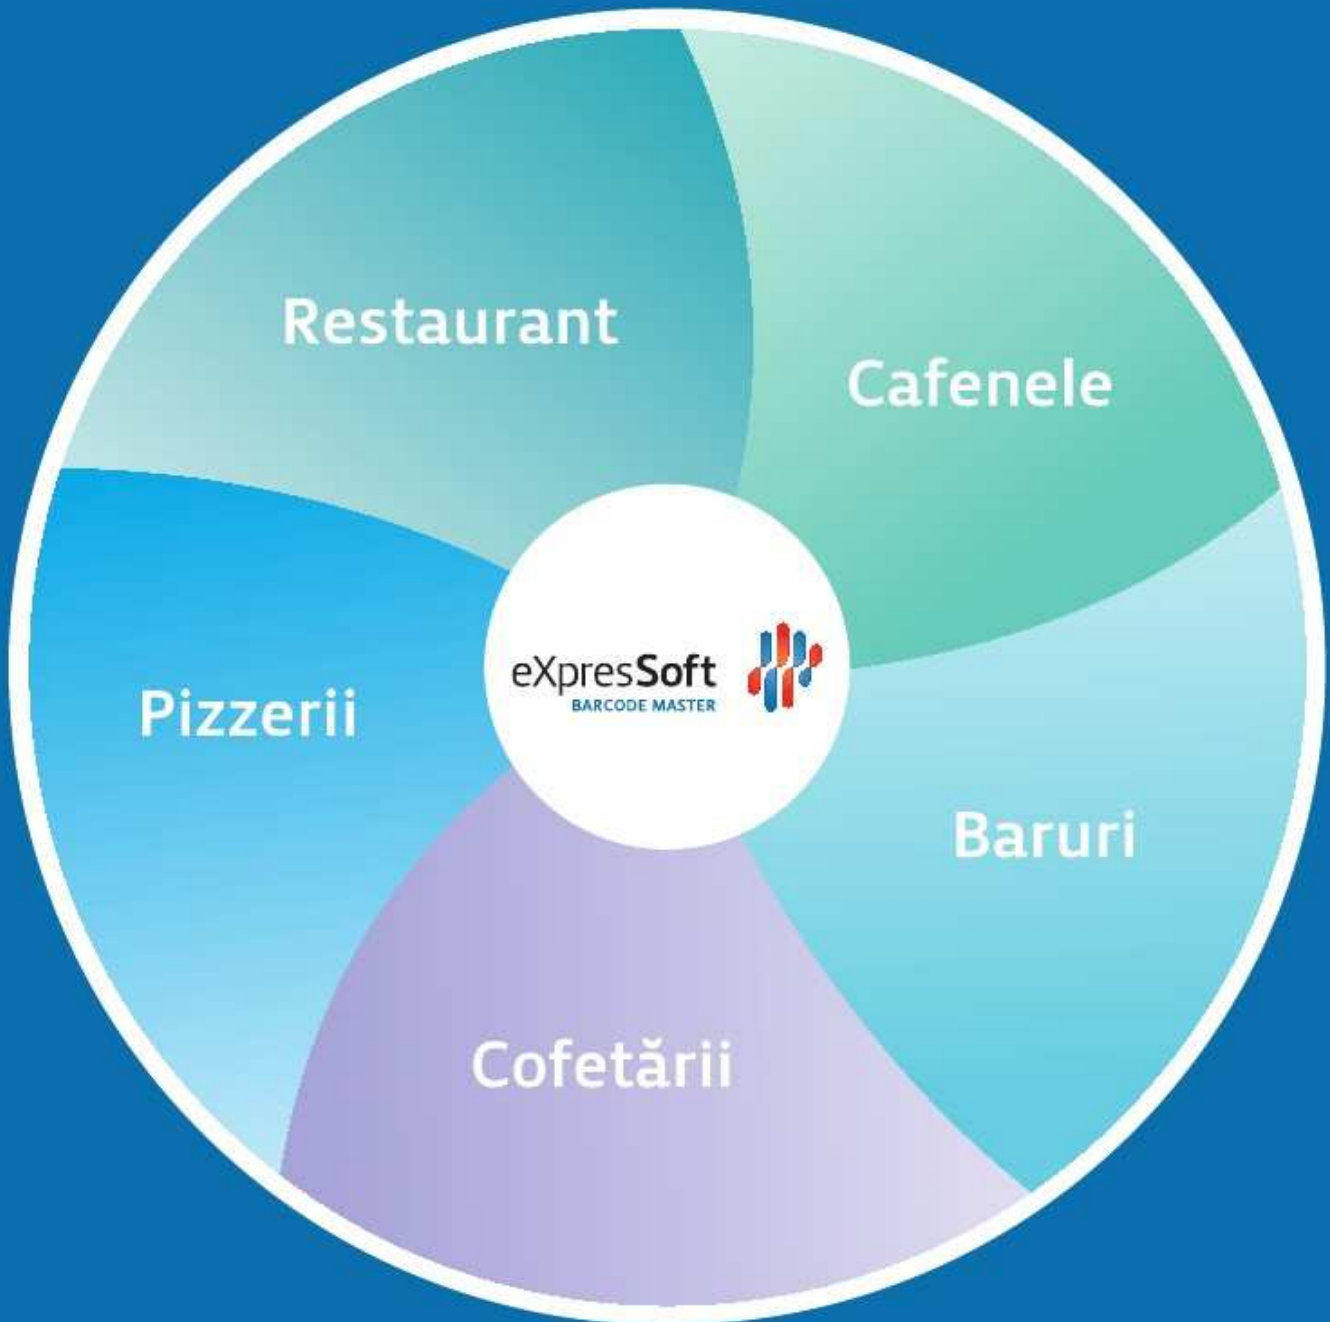 Restaurant
Cafenele
Pizzerii
eXpresSoft
BARCODE MASTER
Baruri
Cofetării